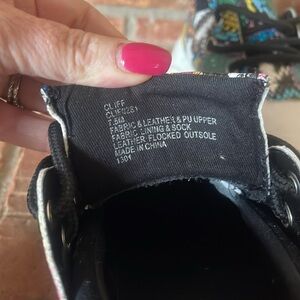 CLIFF
CLIF0281
7.5M
FABRIC & LEATHER & PU UPPER
FABRIC LINING & SOCK
LEATHER FLOCKED OUTSOLE
MADE IN CHINA
1301